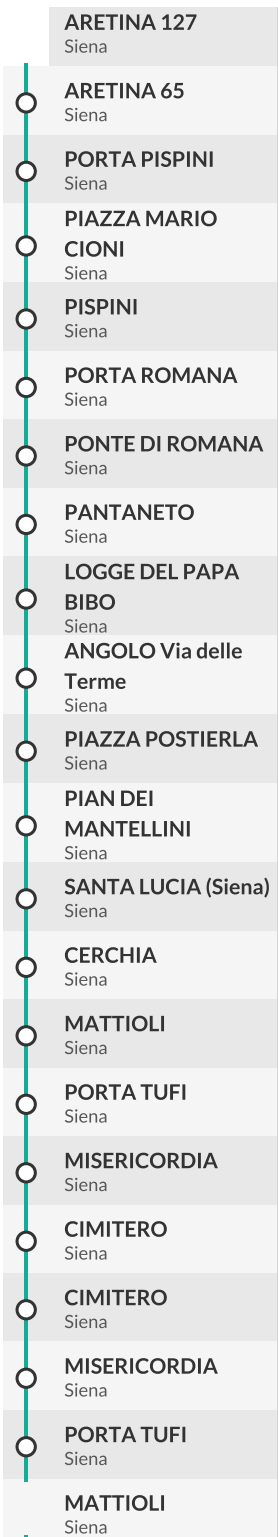 ARETINA 127
Siena
ARETINA 65
Siena
PORTA PISPINI
Siena
PIAZZA MARIO
CIONI
Siena
PISPINI
Siena
PORTA ROMANA
Siena
PONTE DI ROMANA
Siena
PANTANETO
Siena
LOGGE DEL PAPA
BIBO
Siena
ANGOLO Via delle
Terme
Siena
PIAZZA POSTIERLA
Siena
PIAN DEI
MANTELLINI
Siena
SANTA LUCIA (Siena)
Siena
CERCHIA
Siena
MATTIOLI
Siena
PORTA TUFI
Siena
MISERICORDIA
Siena
CIMITERO
Siena
CIMITERO
Siena
MISERICORDIA
Siena
PORTA TUFI
Siena
MATTIOLI
Siena